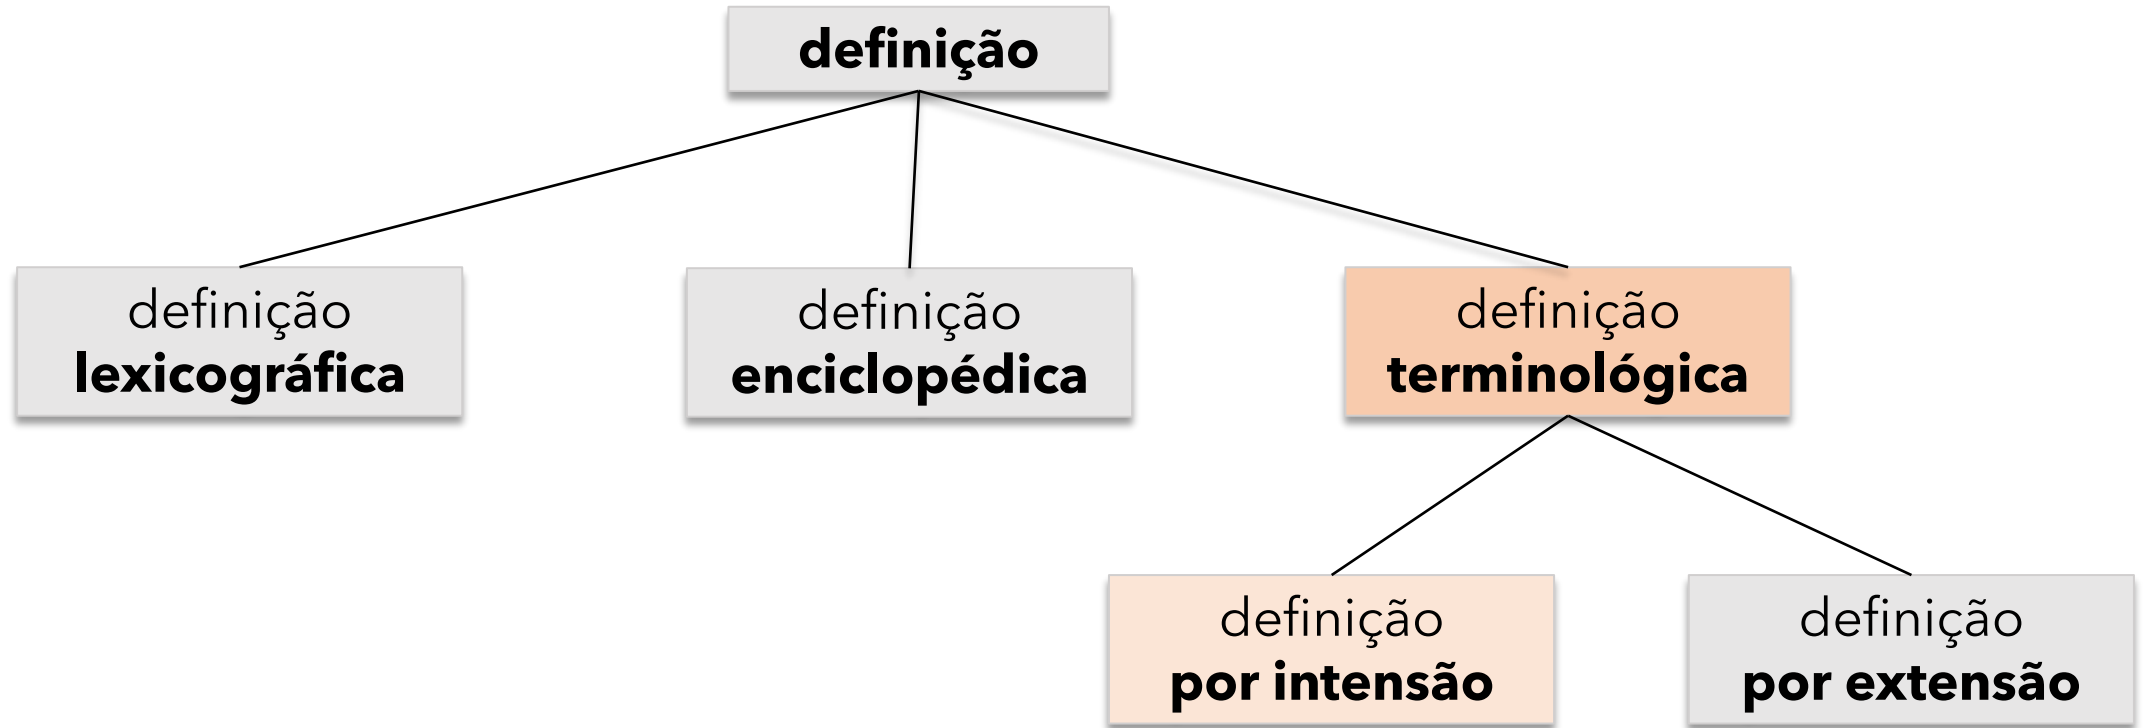 definição
definição
lexicográfica
definição
enciclopédica
definição
terminológica
definição
por intensão
definição
por extensão